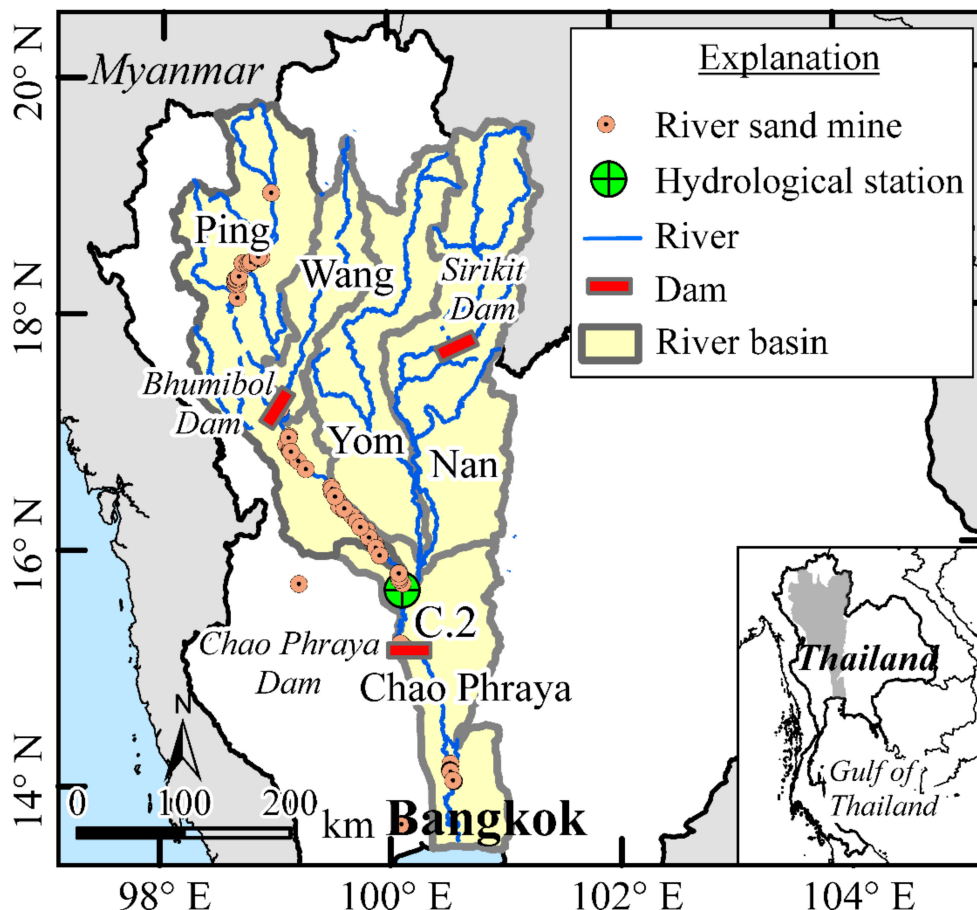 Myanmar
Explanation
River sand mine
Hydrological station
River
Dam
River basin
Ping
Wang
Sirikit
Dam
Bhumibol
Dam
Yom
Nan
C.2
Chao Phraya
Dam
Chao Phraya
N
0 100 200
km
Bangkok
Thailand
Gulf of
Thailand
20° N
18° N
16° N
14° N
98° E
100° E
102° E
104° E